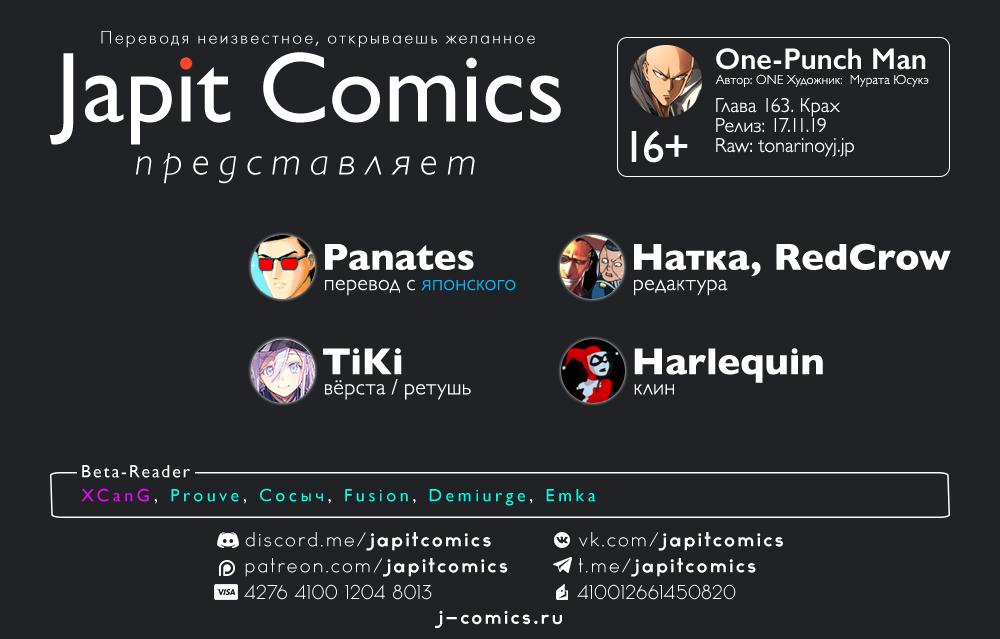 Переводя неизвестное, открываешь желанное
Japit Comics
представляет
One-Punch Man
Автор: ONE Художник: Мурата Юсукэ
Глава 163. Крах
Релиз: 17.11.19
Raw: tonarinoyj.jp
16+
Panates
перевод с японского
Натка, RedCrow
редактура
TiKi
вёрста / ретушь
Harlequin
клин
Beta-Reader
XCanG, Prouve, Сосыч, Fusion, Demiurge, Emka
discord.me/japitcomics
vk.com/japitcomics
patreon.com/japitcomics
t.me/japitcomics
VISA 4276 4100 1204 8013
410012661450820
j-comics.ru